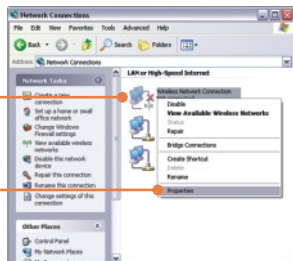 Network Connections
File Edit View Favorites Tools Advanced Help
Back Search Folders
Address Network Connections
Network Tasks
Create a new connection
Set up a home or small office network
Change Windows Firewall settings
View available wireless networks
Disable this network device
Repair this connection
Rename this connection
Change settings of this connection
Other Places
Control Panel
My Network Places
LAN or High-Speed Internet
Wireless Network Connection
Disable
View Available Wireless Networks
Status
Repair
Bridge Connections
Create Shortcut
Delete
Rename
Properties